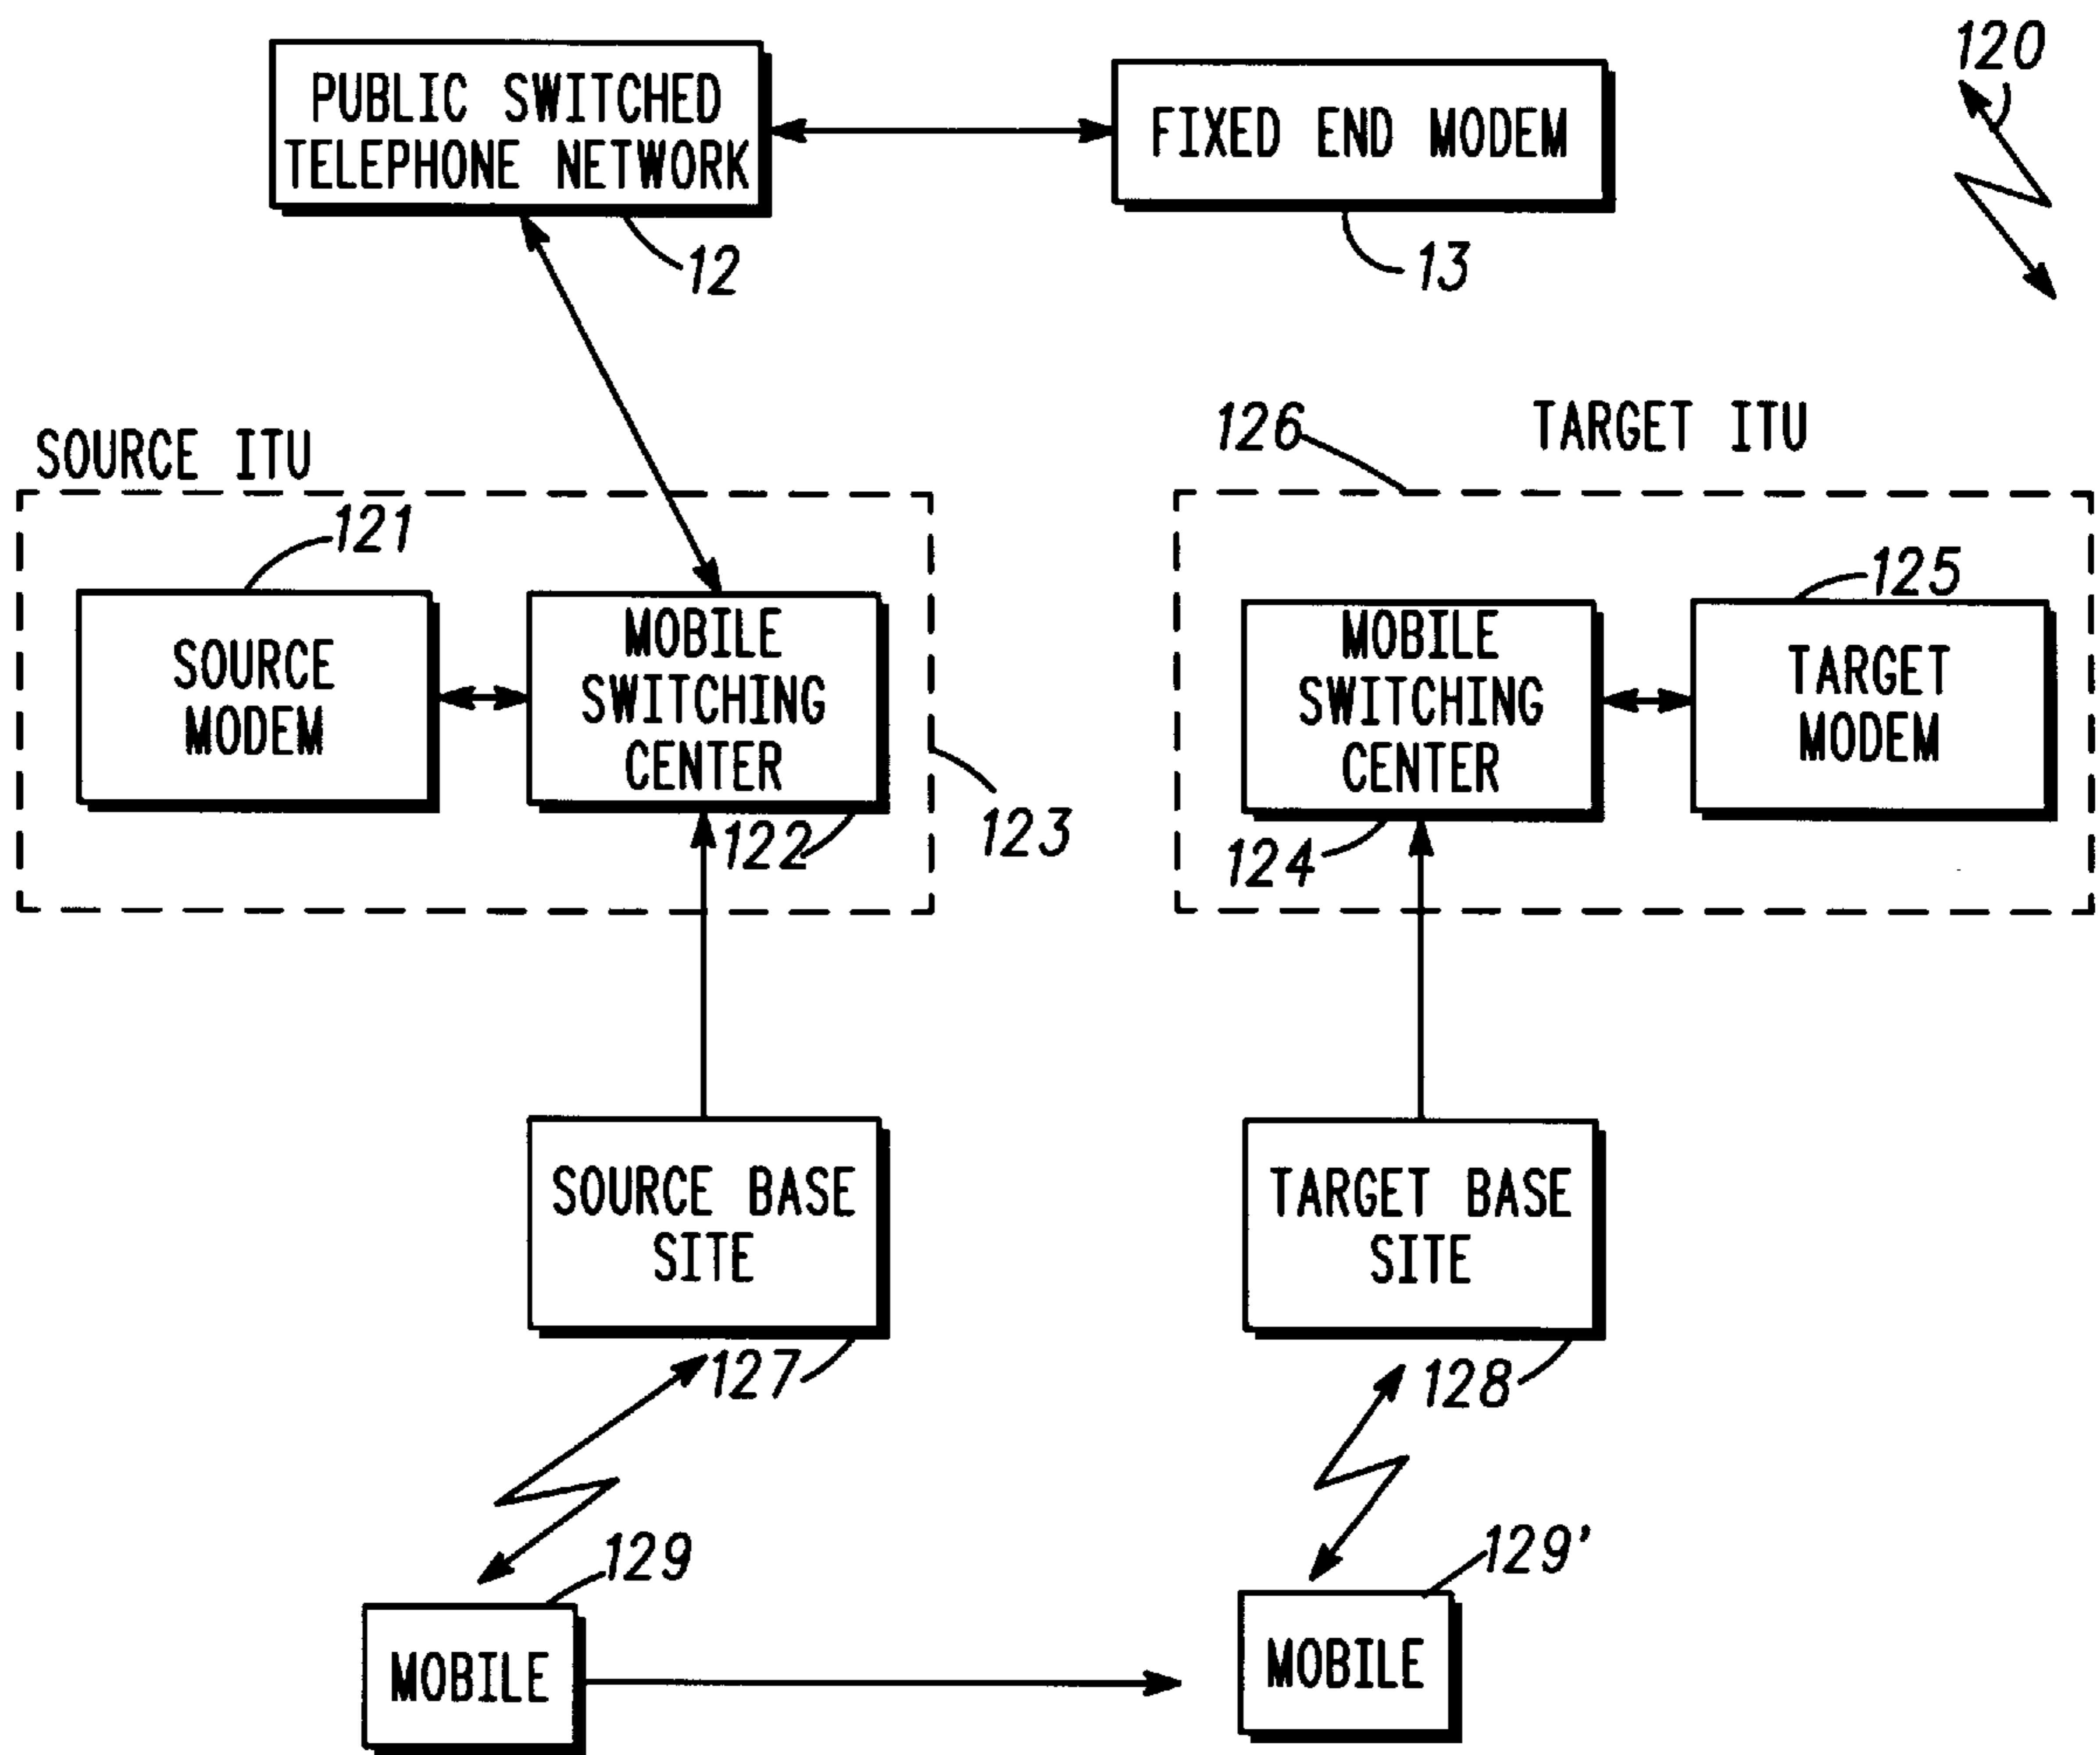 120
PUBLIC SWITCHED
TELEPHONE NETWORK
FIXED END MODEM
12
13
SOURCE ITU
126
TARGET ITU
121
125
SOURCE
MODEM
MOBILE
SWITCHING
CENTER
MOBILE
SWITCHING
CENTER
TARGET
MODEM
122
123
124
SOURCE BASE
SITE
TARGET BASE
SITE
127
128
129
129'
MOBILE
MOBILE